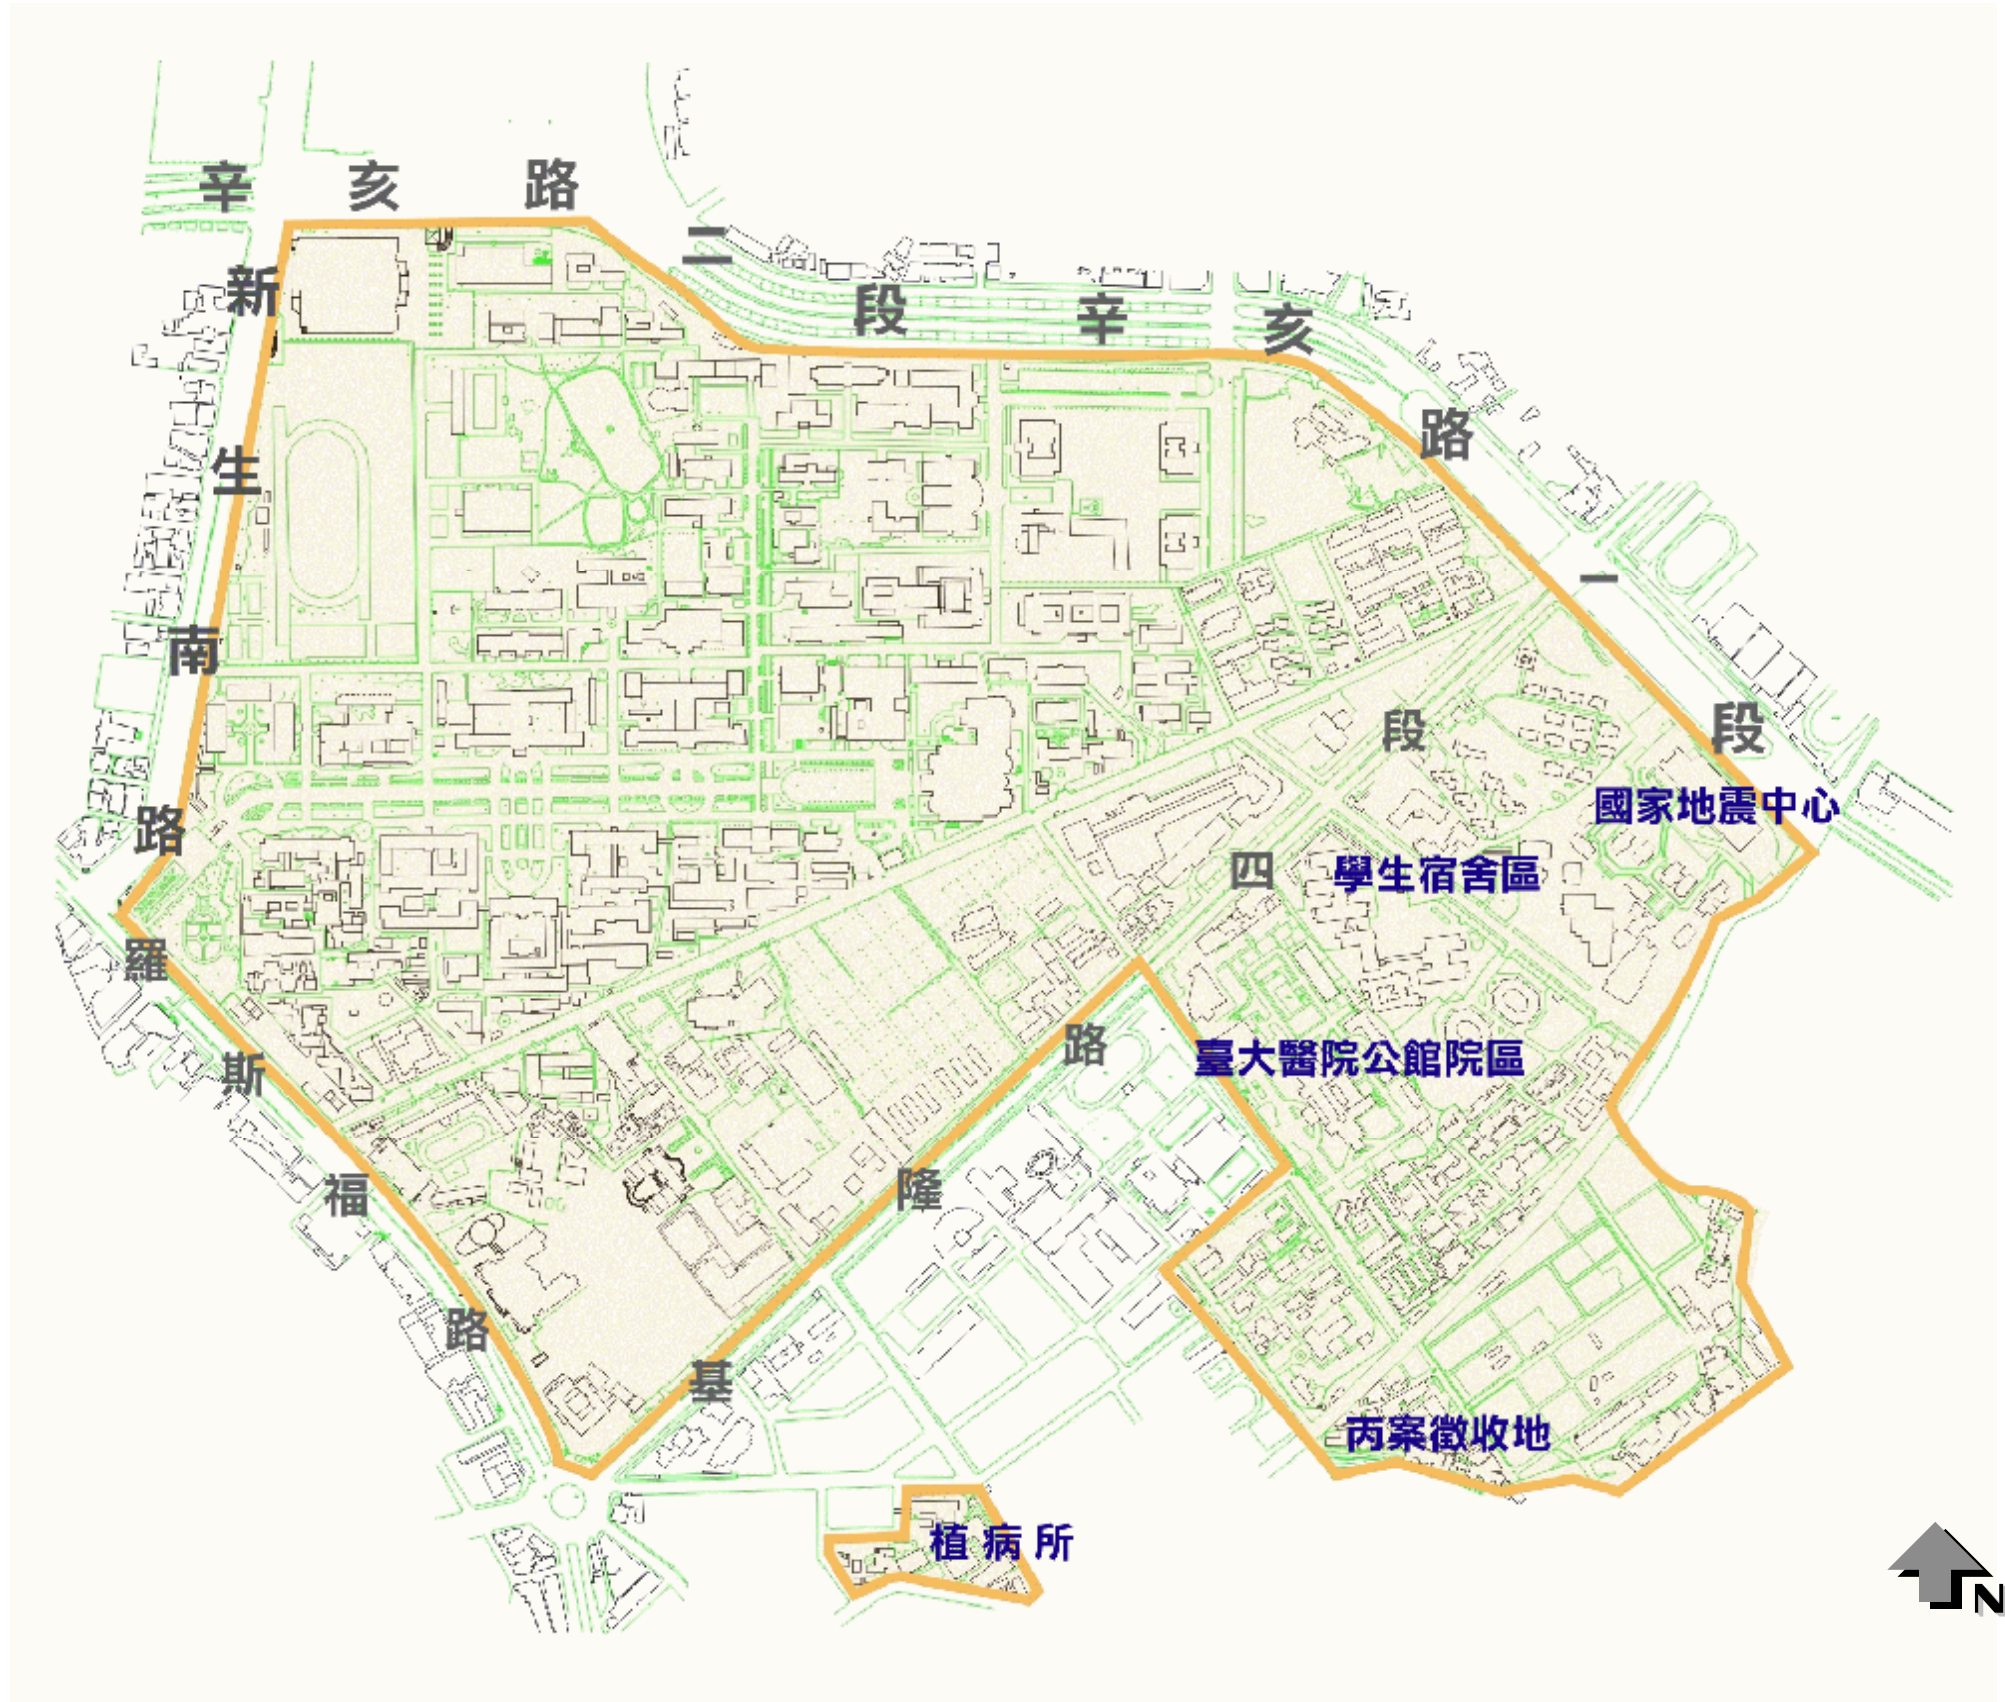 辛亥路二段
辛亥路一段
新生南路
羅斯福路
基隆路四段
國家地震中心
學生宿舍區
臺大醫院公館院區
丙案徵收地
植病所
N